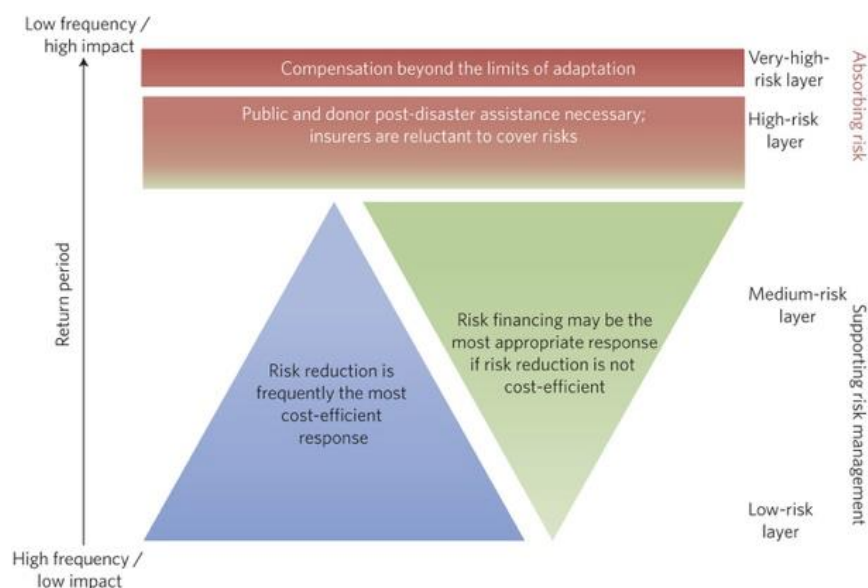 Low frequency /
high impact
Compensation beyond the limits of adaptation
Very-high-
risk layer
Public and donor post-disaster assistance necessary;
insurers are reluctant to cover risks
High-risk
layer
Absorbing risk
Return period
Risk reduction is
frequently the most
cost-efficient
response
Risk financing may be the
most appropriate response
if risk reduction is not
cost-efficient
Medium-risk
layer
Supporting risk management
Low-risk
layer
High frequency /
low impact